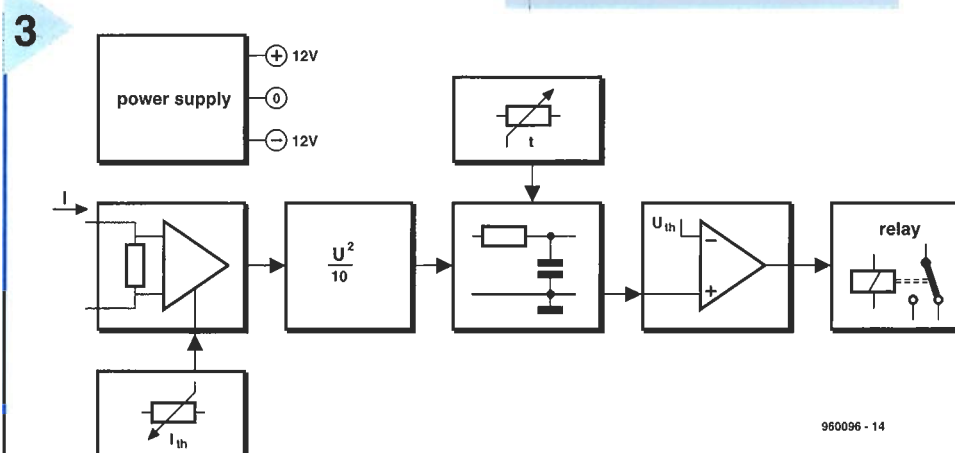 3
power supply
+ 12V
0
− 12V
t
I
U²
10
U_th
−
+
relay
I_th
960096 - 14